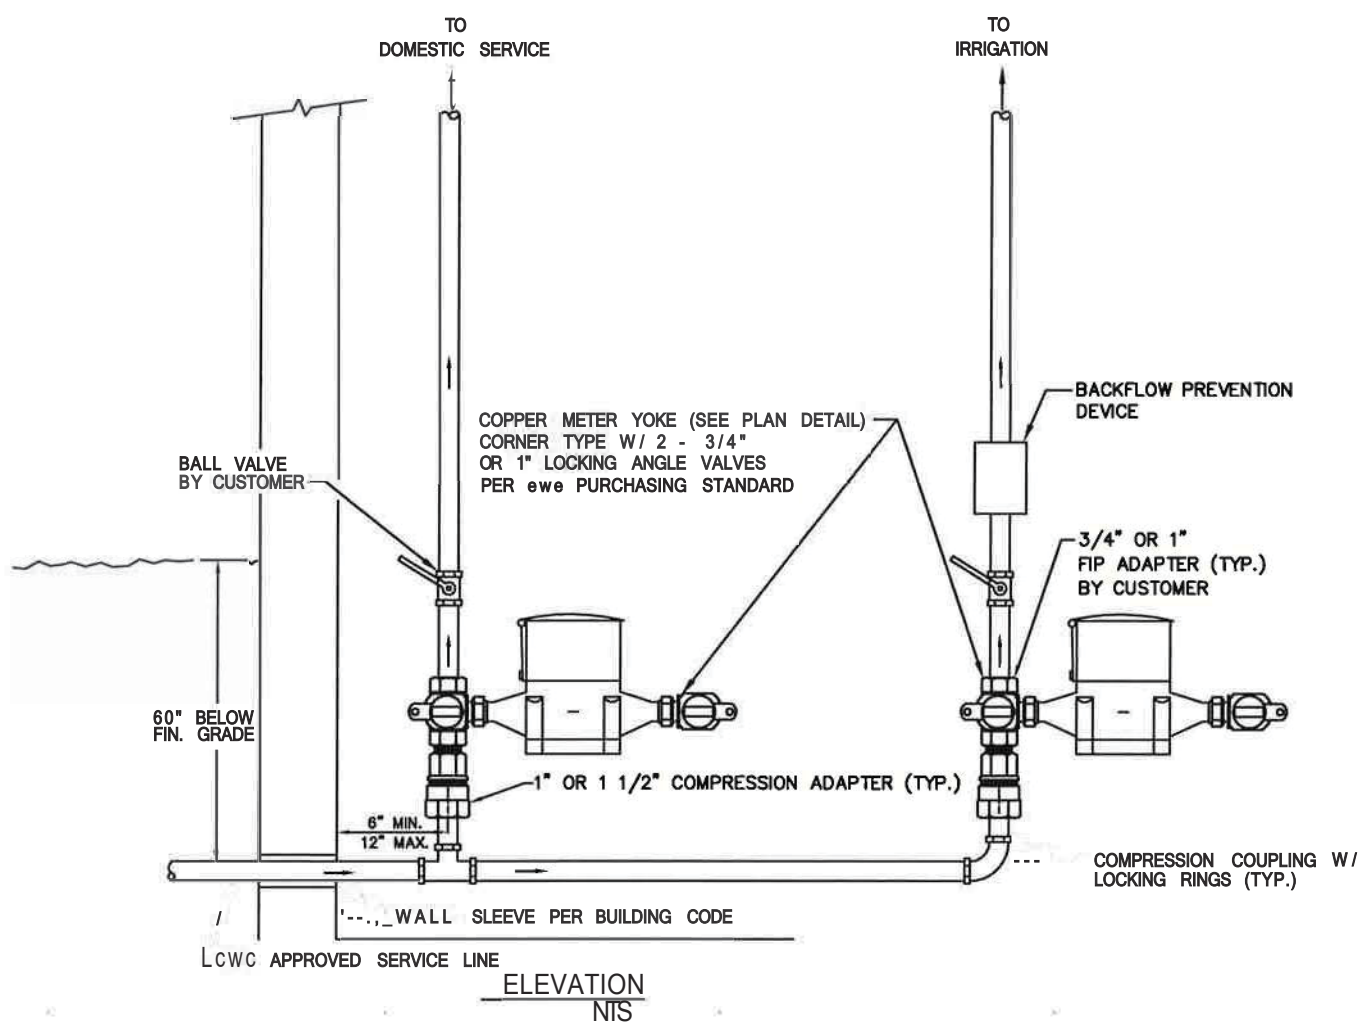 TO
DOMESTIC SERVICE
TO
IRRIGATION
BACKFLOW PREVENTION
DEVICE
COPPER METER YOKE (SEE PLAN DETAIL)
CORNER TYPE W/ 2 - 3/4"
OR 1" LOCKING ANGLE VALVES
PER ewe PURCHASING STANDARD
BALL VALVE
BY CUSTOMER
3/4" OR 1"
FIP ADAPTER (TYP.)
BY CUSTOMER
60" BELOW
FIN. GRADE
1" OR 1 1/2" COMPRESSION ADAPTER (TYP.)
6" MIN.
12" MAX.
COMPRESSION COUPLING W/
LOCKING RINGS (TYP.)
WALL SLEEVE PER BUILDING CODE
Lcwc APPROVED SERVICE LINE
ELEVATION
NTS